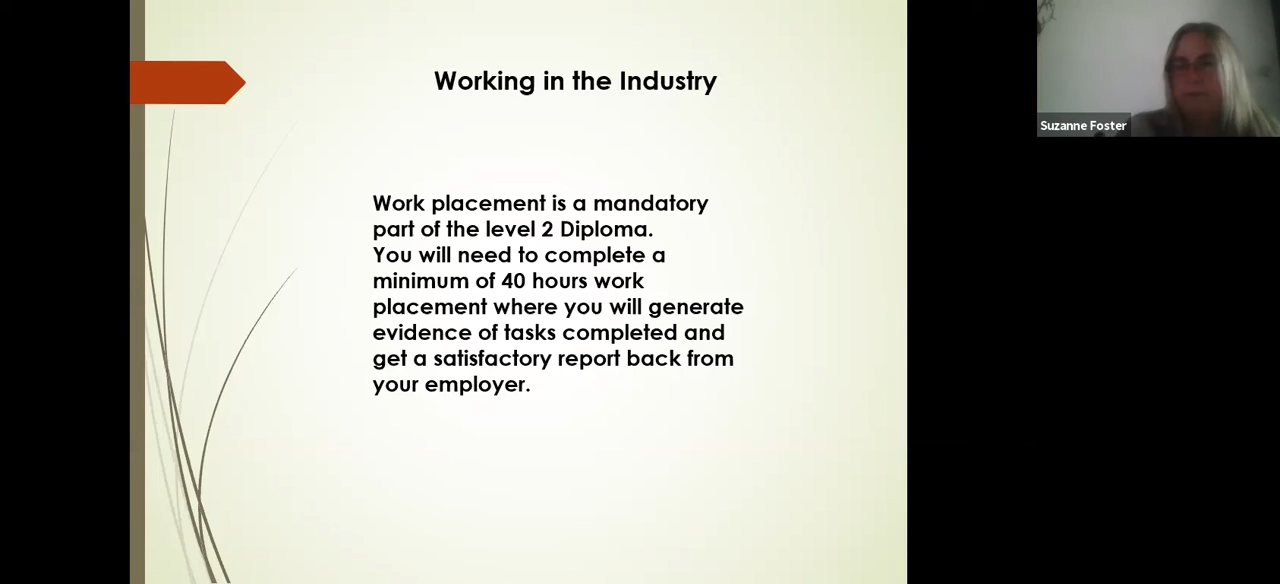 Working in the Industry
Suzanne Foster
Work placement is a mandatory
part of the level 2 Diploma.
You will need to complete a
minimum of 40 hours work
placement where you will generate
evidence of tasks completed and
get a satisfactory report back from
your employer.